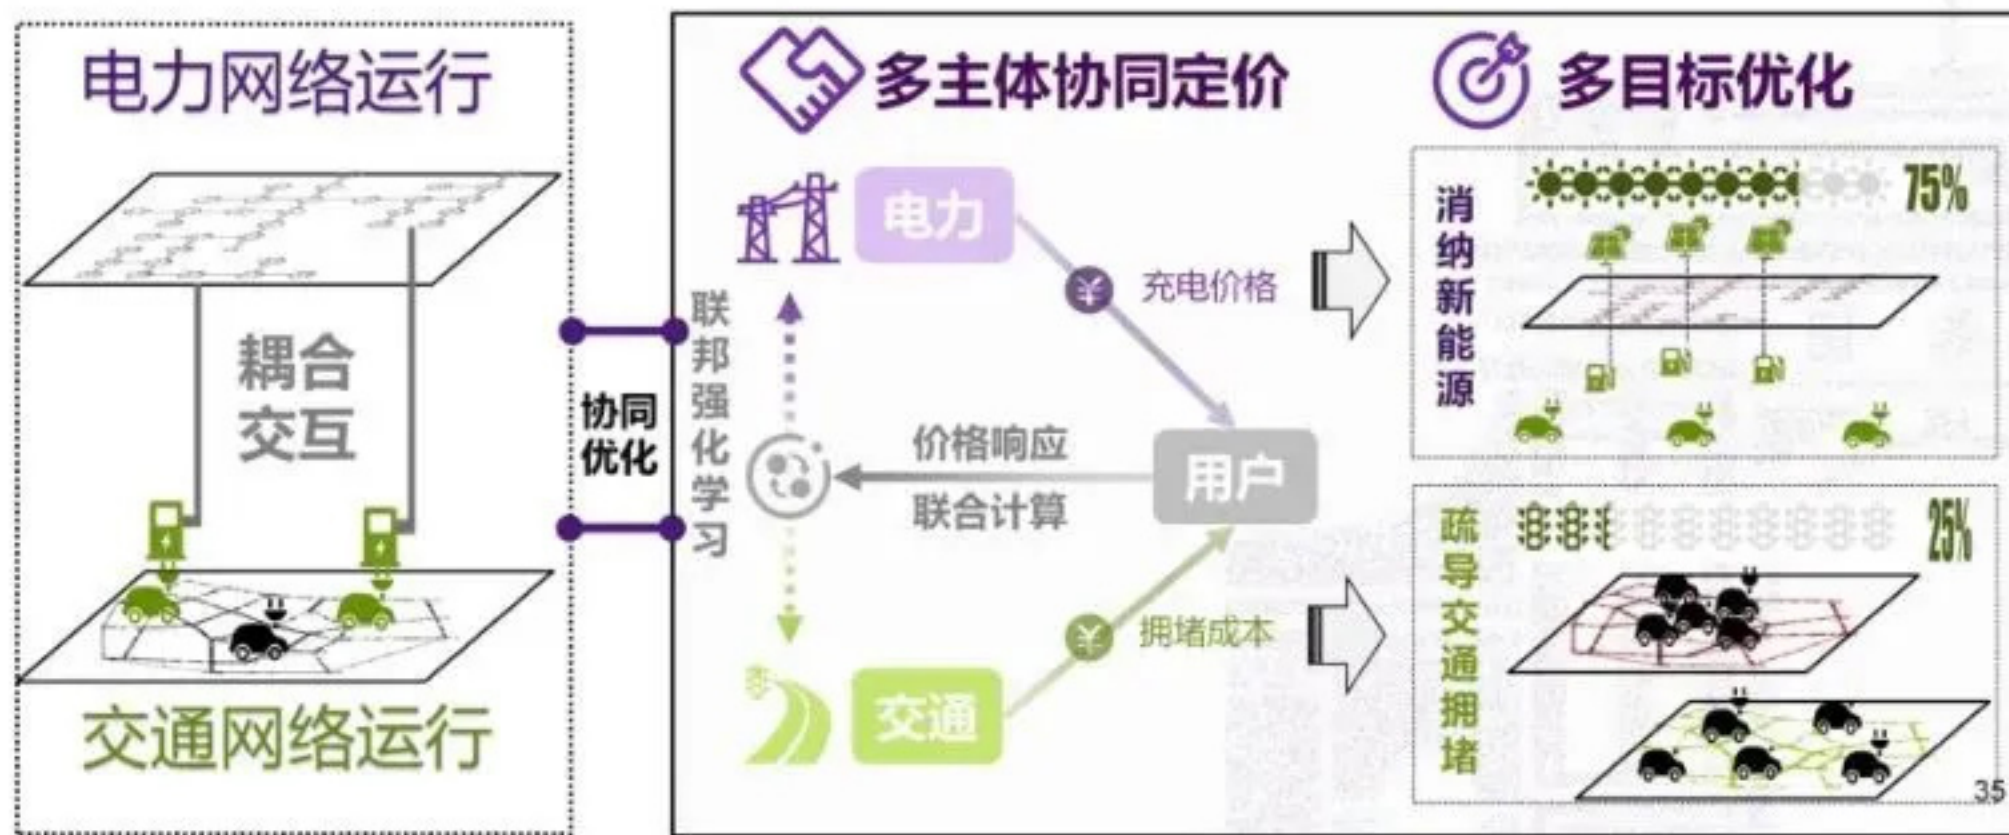 电力网络运行
耦合
交互
交通网络运行
协同
优化
多主体协同定价
联邦强化学习
电力
充电价格
价格响应
联合计算
用户
拥堵成本
交通
多目标优化
消纳新能源
75%
疏导交通拥堵
25%
35